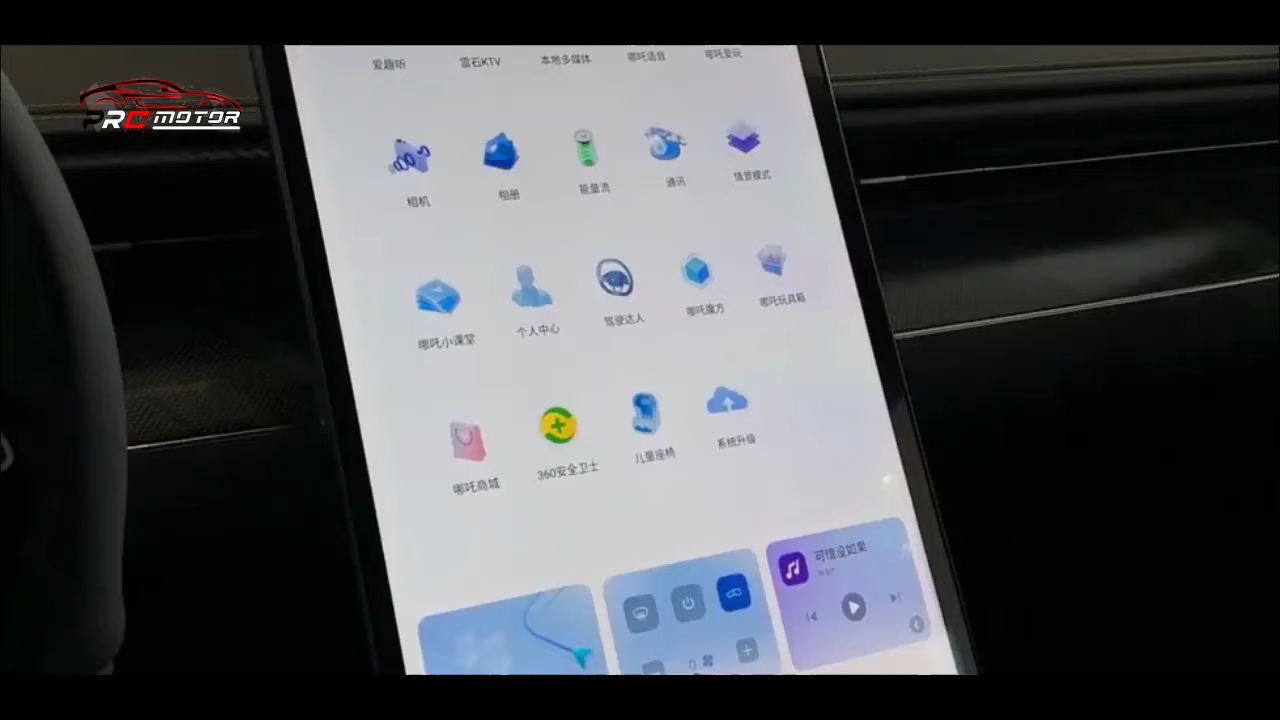 PRC MOTOR
爱趣听 雷石KTV 本地多媒体 哪吒语音 哪吒爱玩
相机 相册 能量流 通讯 情景模式
哪吒小课堂 个人中心 驾驶达人 哪吒魔方 哪吒玩具箱
哪吒商城 360安全卫士 儿童座椅 系统升级
可惜没如果
0